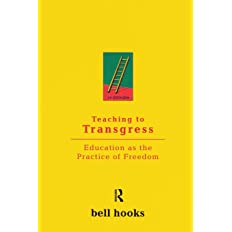 Teaching to
Transgress
Education as the
Practice of Freedom
R
bell hooks